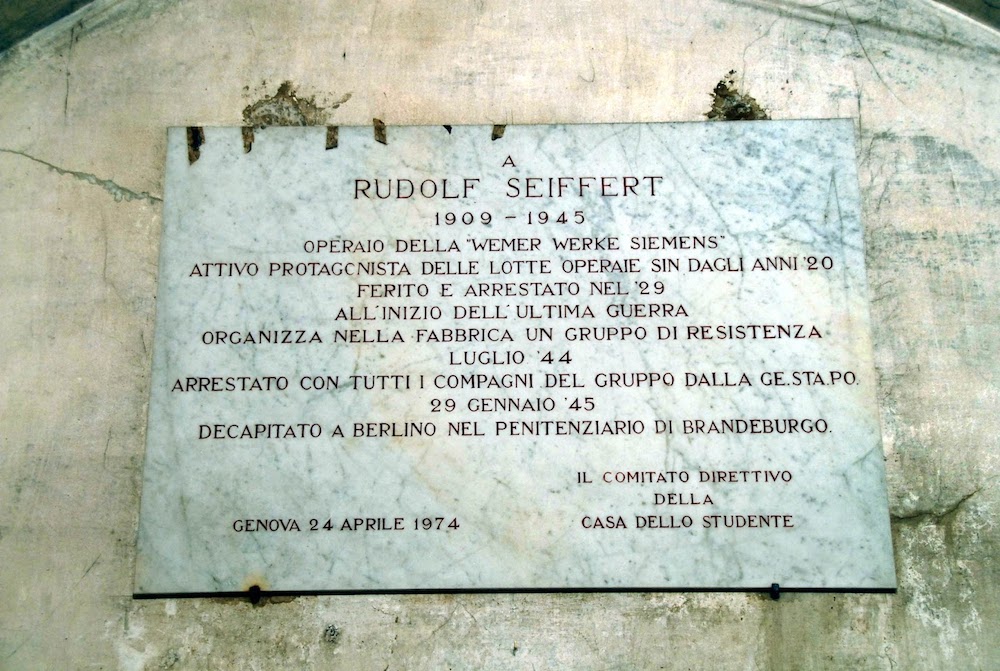 A
RUDOLF SEIFFERT
1909 - 1945
OPERAIO DELLA "WEMER WERKE SIEMENS"
ATTIVO PROTAGONISTA DELLE LOTTE OPERAIE SIN DAGLI ANNI '20
FERITO E ARRESTATO NEL '29
ALL'INIZIO DELL'ULTIMA GUERRA
ORGANIZZA NELLA FABBRICA UN GRUPPO DI RESISTENZA
LUGLIO '44
ARRESTATO CON TUTTI I COMPAGNI DEL GRUPPO DALLA GE.STA.PO.
29 GENNAIO '45
DECAPITATO A BERLINO NEL PENITENZIARIO DI BRANDEBURGO.
IL COMITATO DIRETTIVO
DELLA
CASA DELLO STUDENTE
GENOVA 24 APRILE 1974